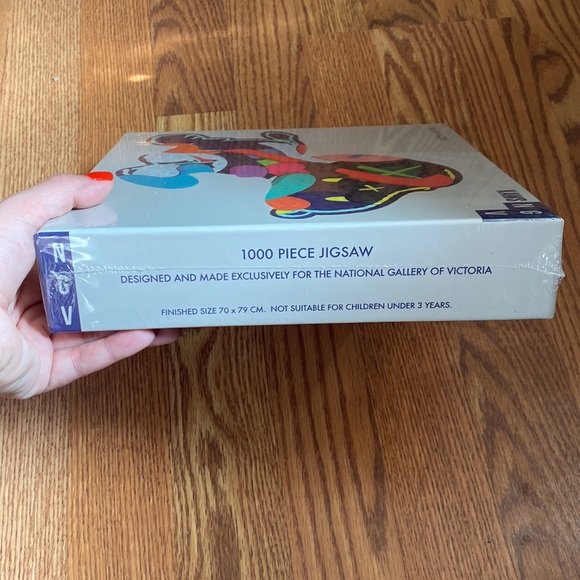 1000 PIECE JIGSAW
DESIGNED AND MADE EXCLUSIVELY FOR THE NATIONAL GALLERY OF VICTORIA
FINISHED SIZE 70 x 79 CM. NOT SUITABLE FOR CHILDREN UNDER 3 YEARS.
N
G
V